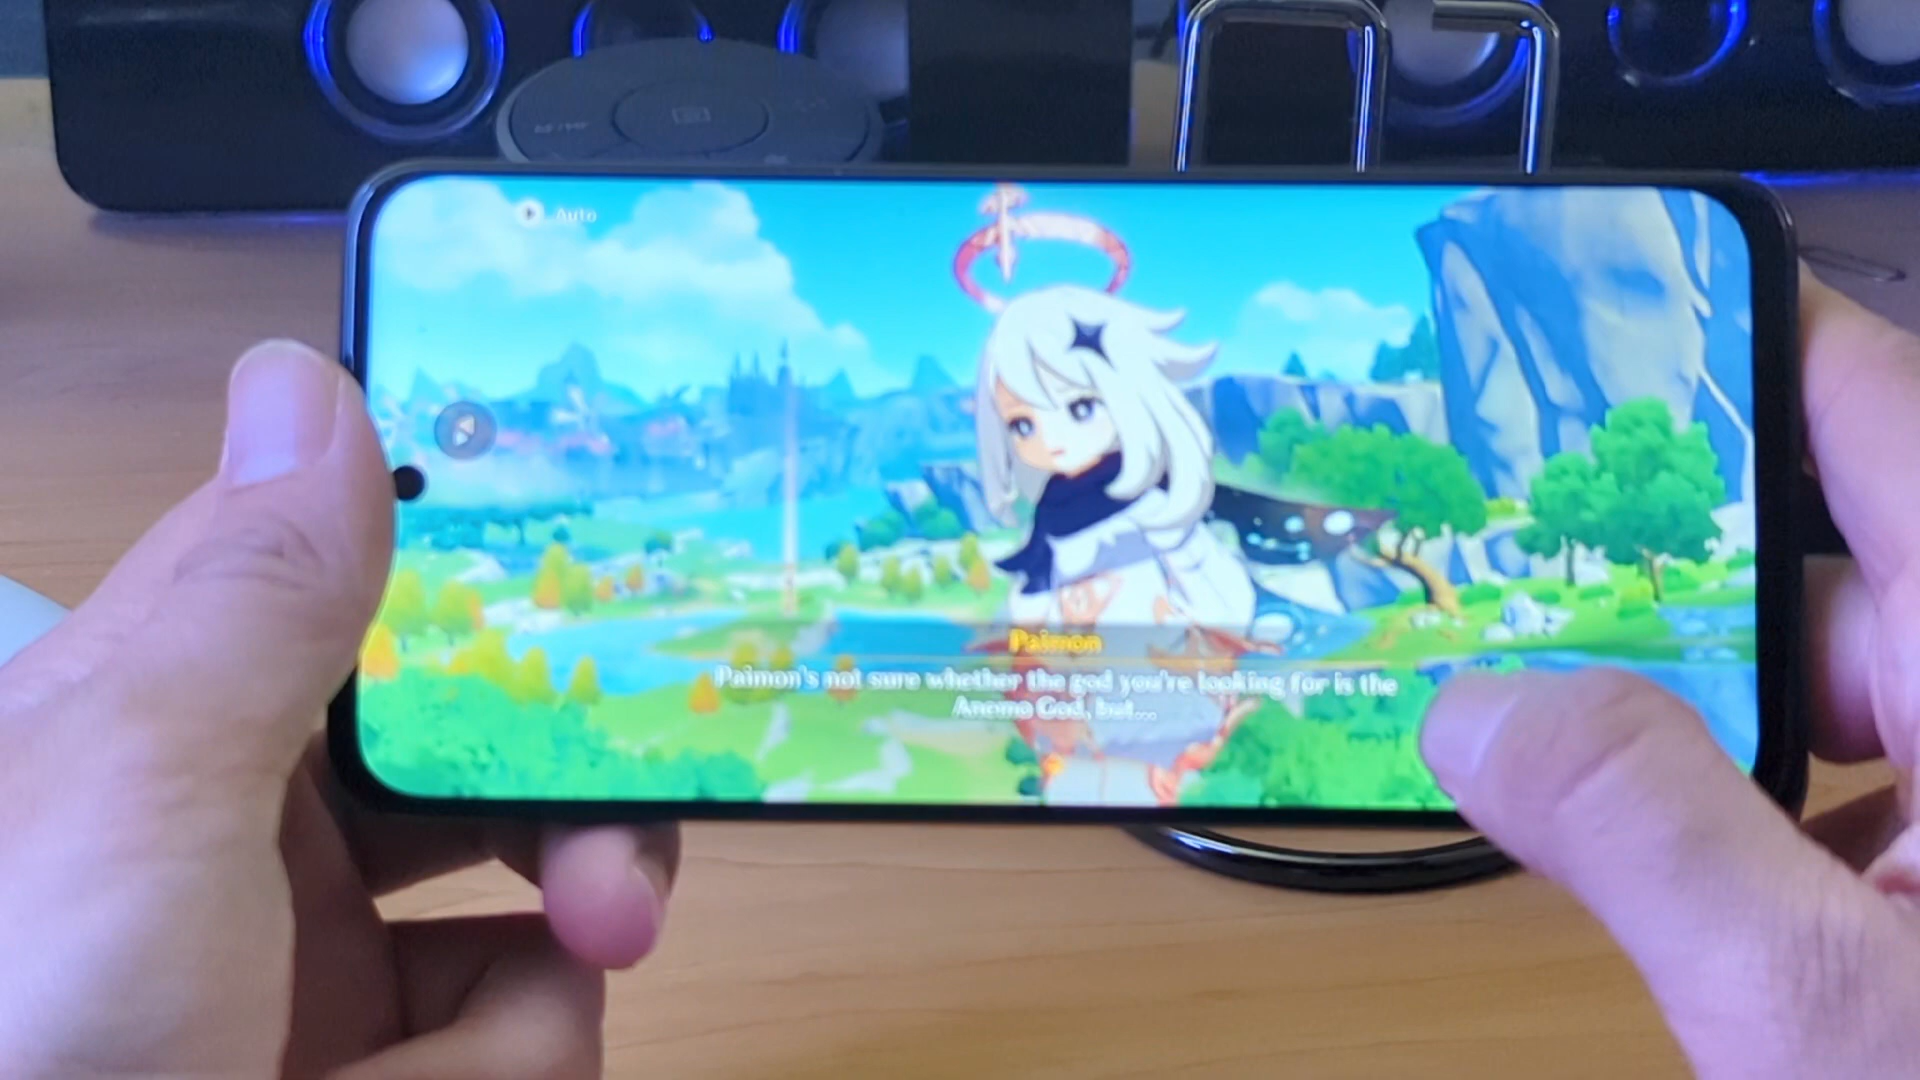 Auto
Paimon
Paimon's not sure whether the god you're looking for is the
Anemo God, but...